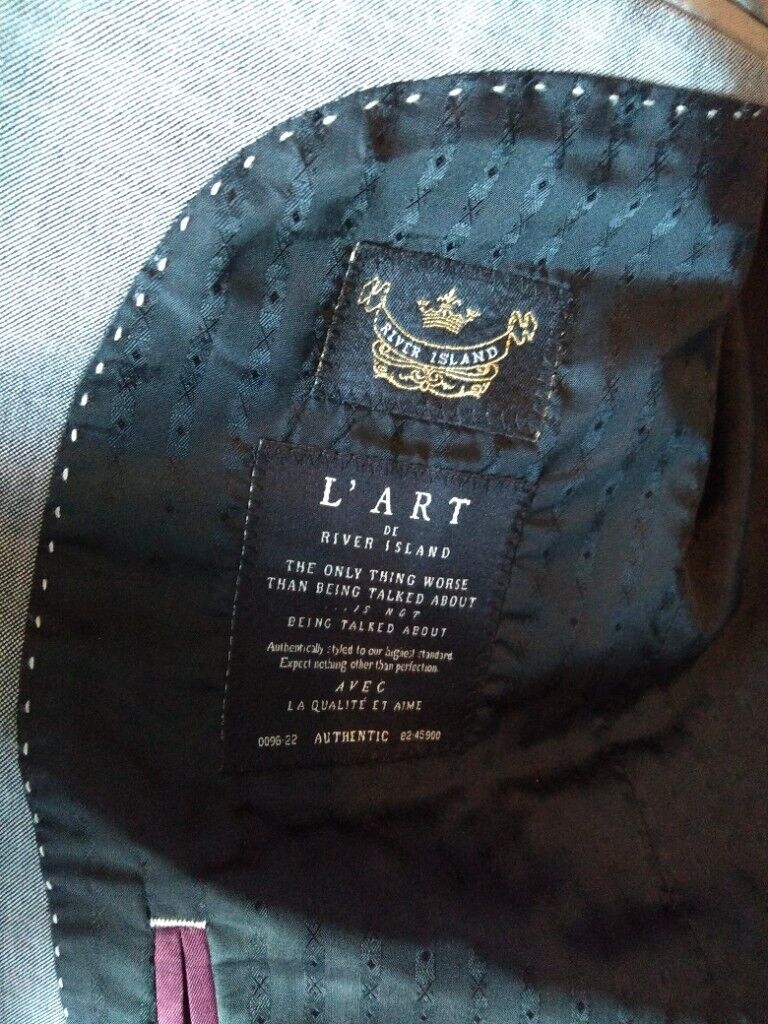 RIVER ISLAND
L'ART
DE
RIVER ISLAND
THE ONLY THING WORSE
THAN BEING TALKED ABOUT
...IS NOT
BEING TALKED ABOUT
Authentically styled to our highest standard.
Expect nothing other than perfection.
AVEC
LA QUALITÉ ET AIME
0096-22 AUTHENTIC 82-45900